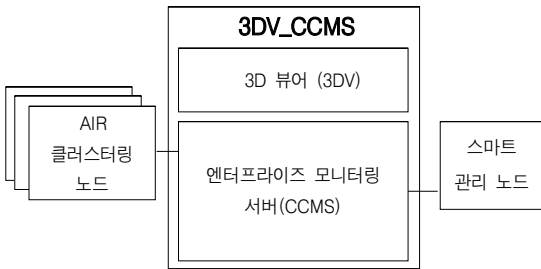 3DV_CCMS
3D 뷰어 (3DV)
AIR
클러스터링
노드
엔터프라이즈 모니터링
서버(CCMS)
스마트
관리 노드